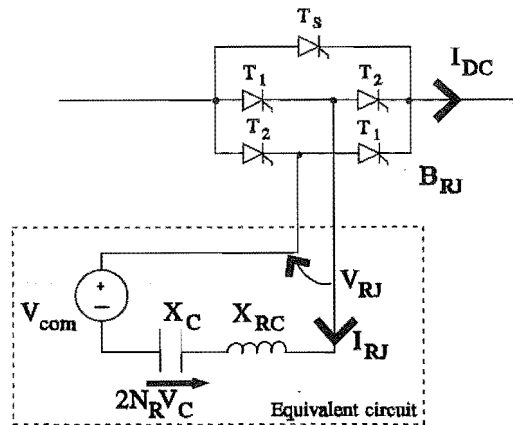 T_S
I_DC
T_1 T_2
T_2 T_1
B_RJ
V_RJ
+
−
V_com
X_C X_RC
I_RJ
2N_RV_C
Equivalent circuit